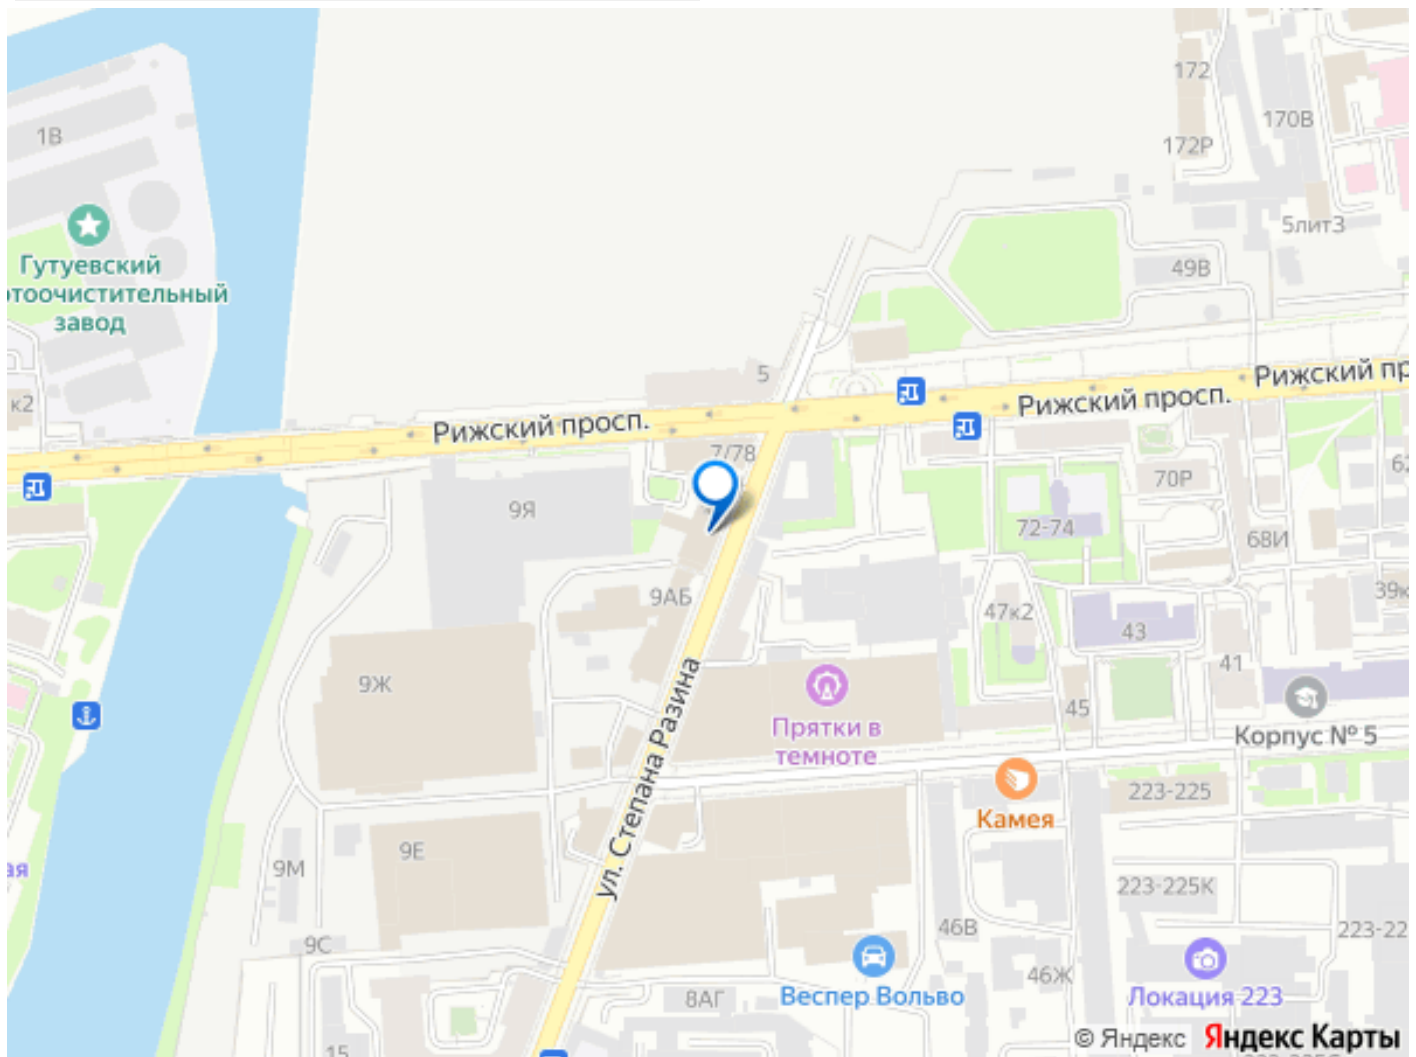 172
170В
1В
172Р
5лит3
Гутуевский
тоочистительный
завод
49В
5
Рижский пр
Рижский просп.
к2
Рижский просп.
7/78
70Р
9Я
72-74
68И
9АБ
47к2
39к
43
41
9Ж
45
Прятки в
темноте
Корпус № 5
ул. Степана Разина
223-225
Камея
9Е
9М
ая
223-225К
46В
9С
223-22
46Ж
Веспер Вольво
8АГ
Локация 223
15
© Яндекс Яндекс Карты